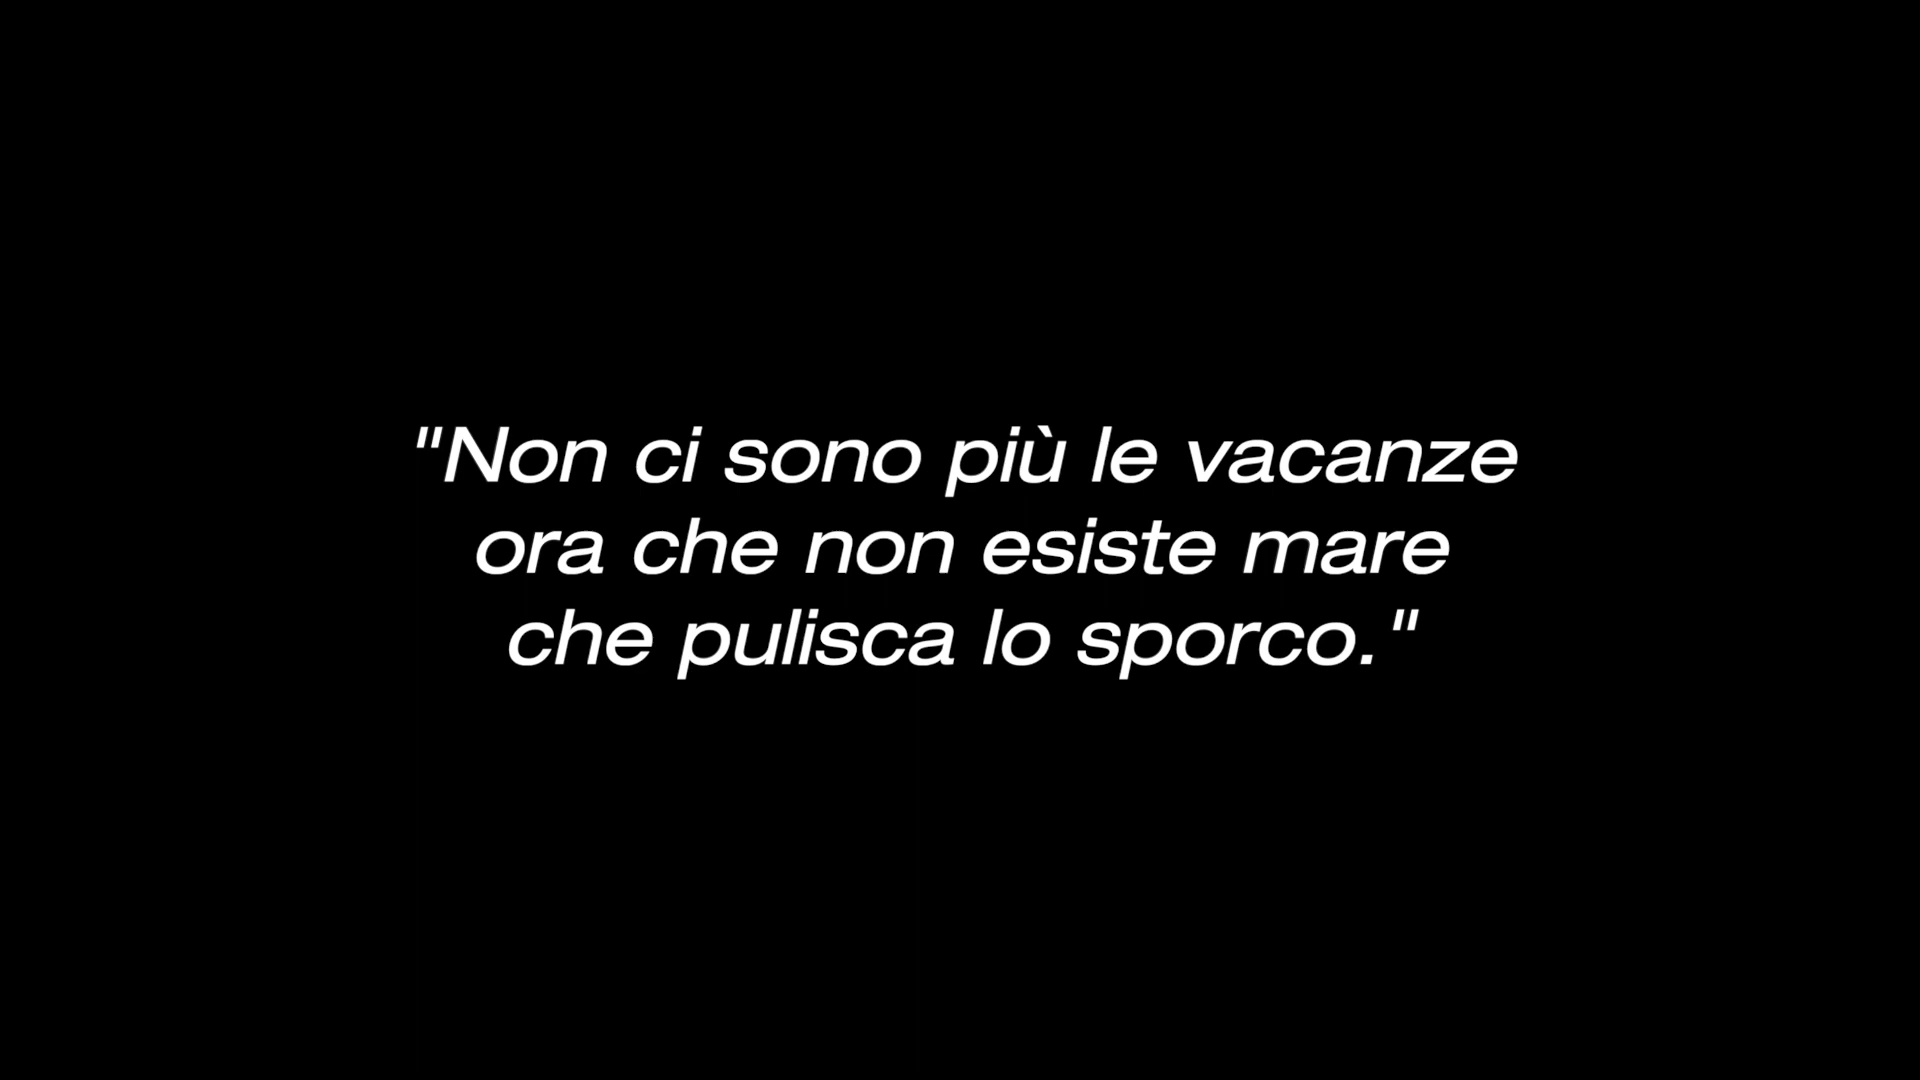 "Non ci sono più le vacanze
ora che non esiste mare
che pulisca lo sporco."